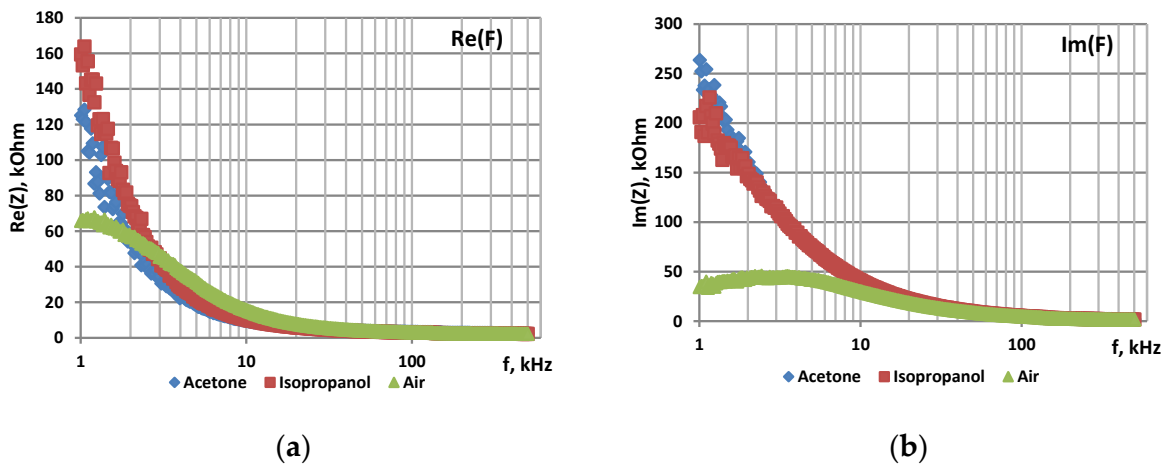 Re(F)
Re(Z), kOhm
180
160
140
120
100
80
60
40
20
0
1
10
100
f, kHz
Acetone
Isopropanol
Air
(a)
Im(F)
Im(Z), kOhm
300
250
200
150
100
50
0
1
10
100
f, kHz
Acetone
Isopropanol
Air
(b)